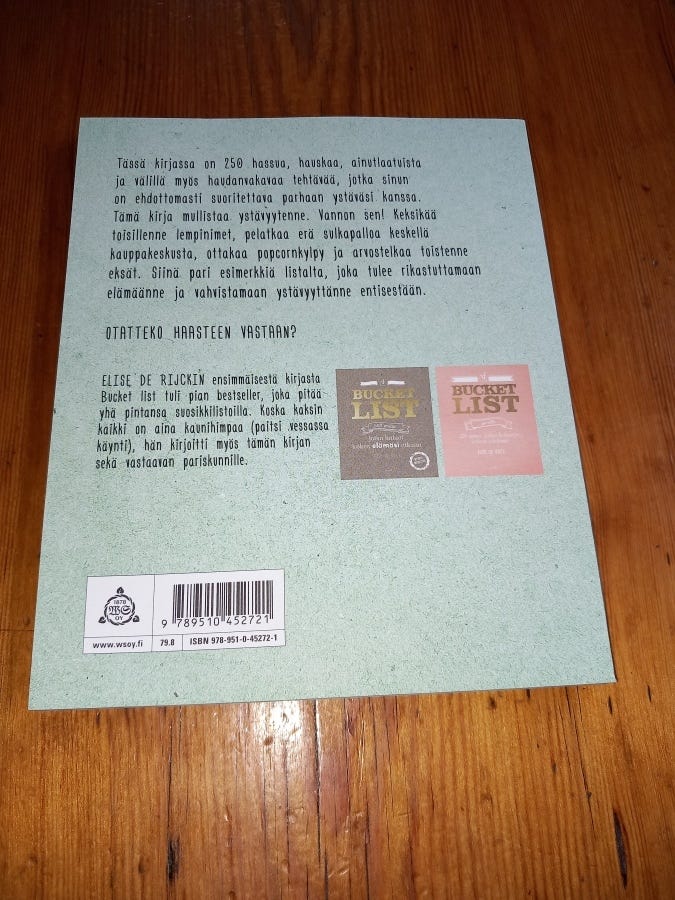 Tässä kirjassa on 250 hassua, hauskaa, ainutlaatuista
ja välillä myös haudanvakavaa tehtävää, jotka sinun
on ehdottomasti suoritettava parhaan ystäväsi kanssa.
Tämä kirja mullistaa ystävyytenne. Vannon sen! Keksikää
toisillenne lempinimet, pelatkaa erä sulkapalloa keskellä
kauppakeskusta, ottakaa popcornkylpy ja arvostelkaa toistenne
eksät. Siinä pari esimerkkiä listalta, joka tulee rikastuttamaan
elämäänne ja vahvistamaan ystävyyttänne entisestään.
OTATTEKO HAASTEEN VASTAAN?
ELISE DE RIJCKIN ensimmäisestä kirjasta
Bucket list tuli pian bestseller, joka pitää
yhä pintansa suosikkilistoilla. Koska kaksin
kaikki on aina kaunihimpaa (paitsi vessassa
käynti), hän kirjoitti myös tämän kirjan
sekä vastaavan pariskunnille.
BUCKET
LIST
elämäsi
BUCKET
LIST
1878
WS
OY
www.wsoy.fi
9 789510 452721
79.8
ISBN 978-951-0-45272-1